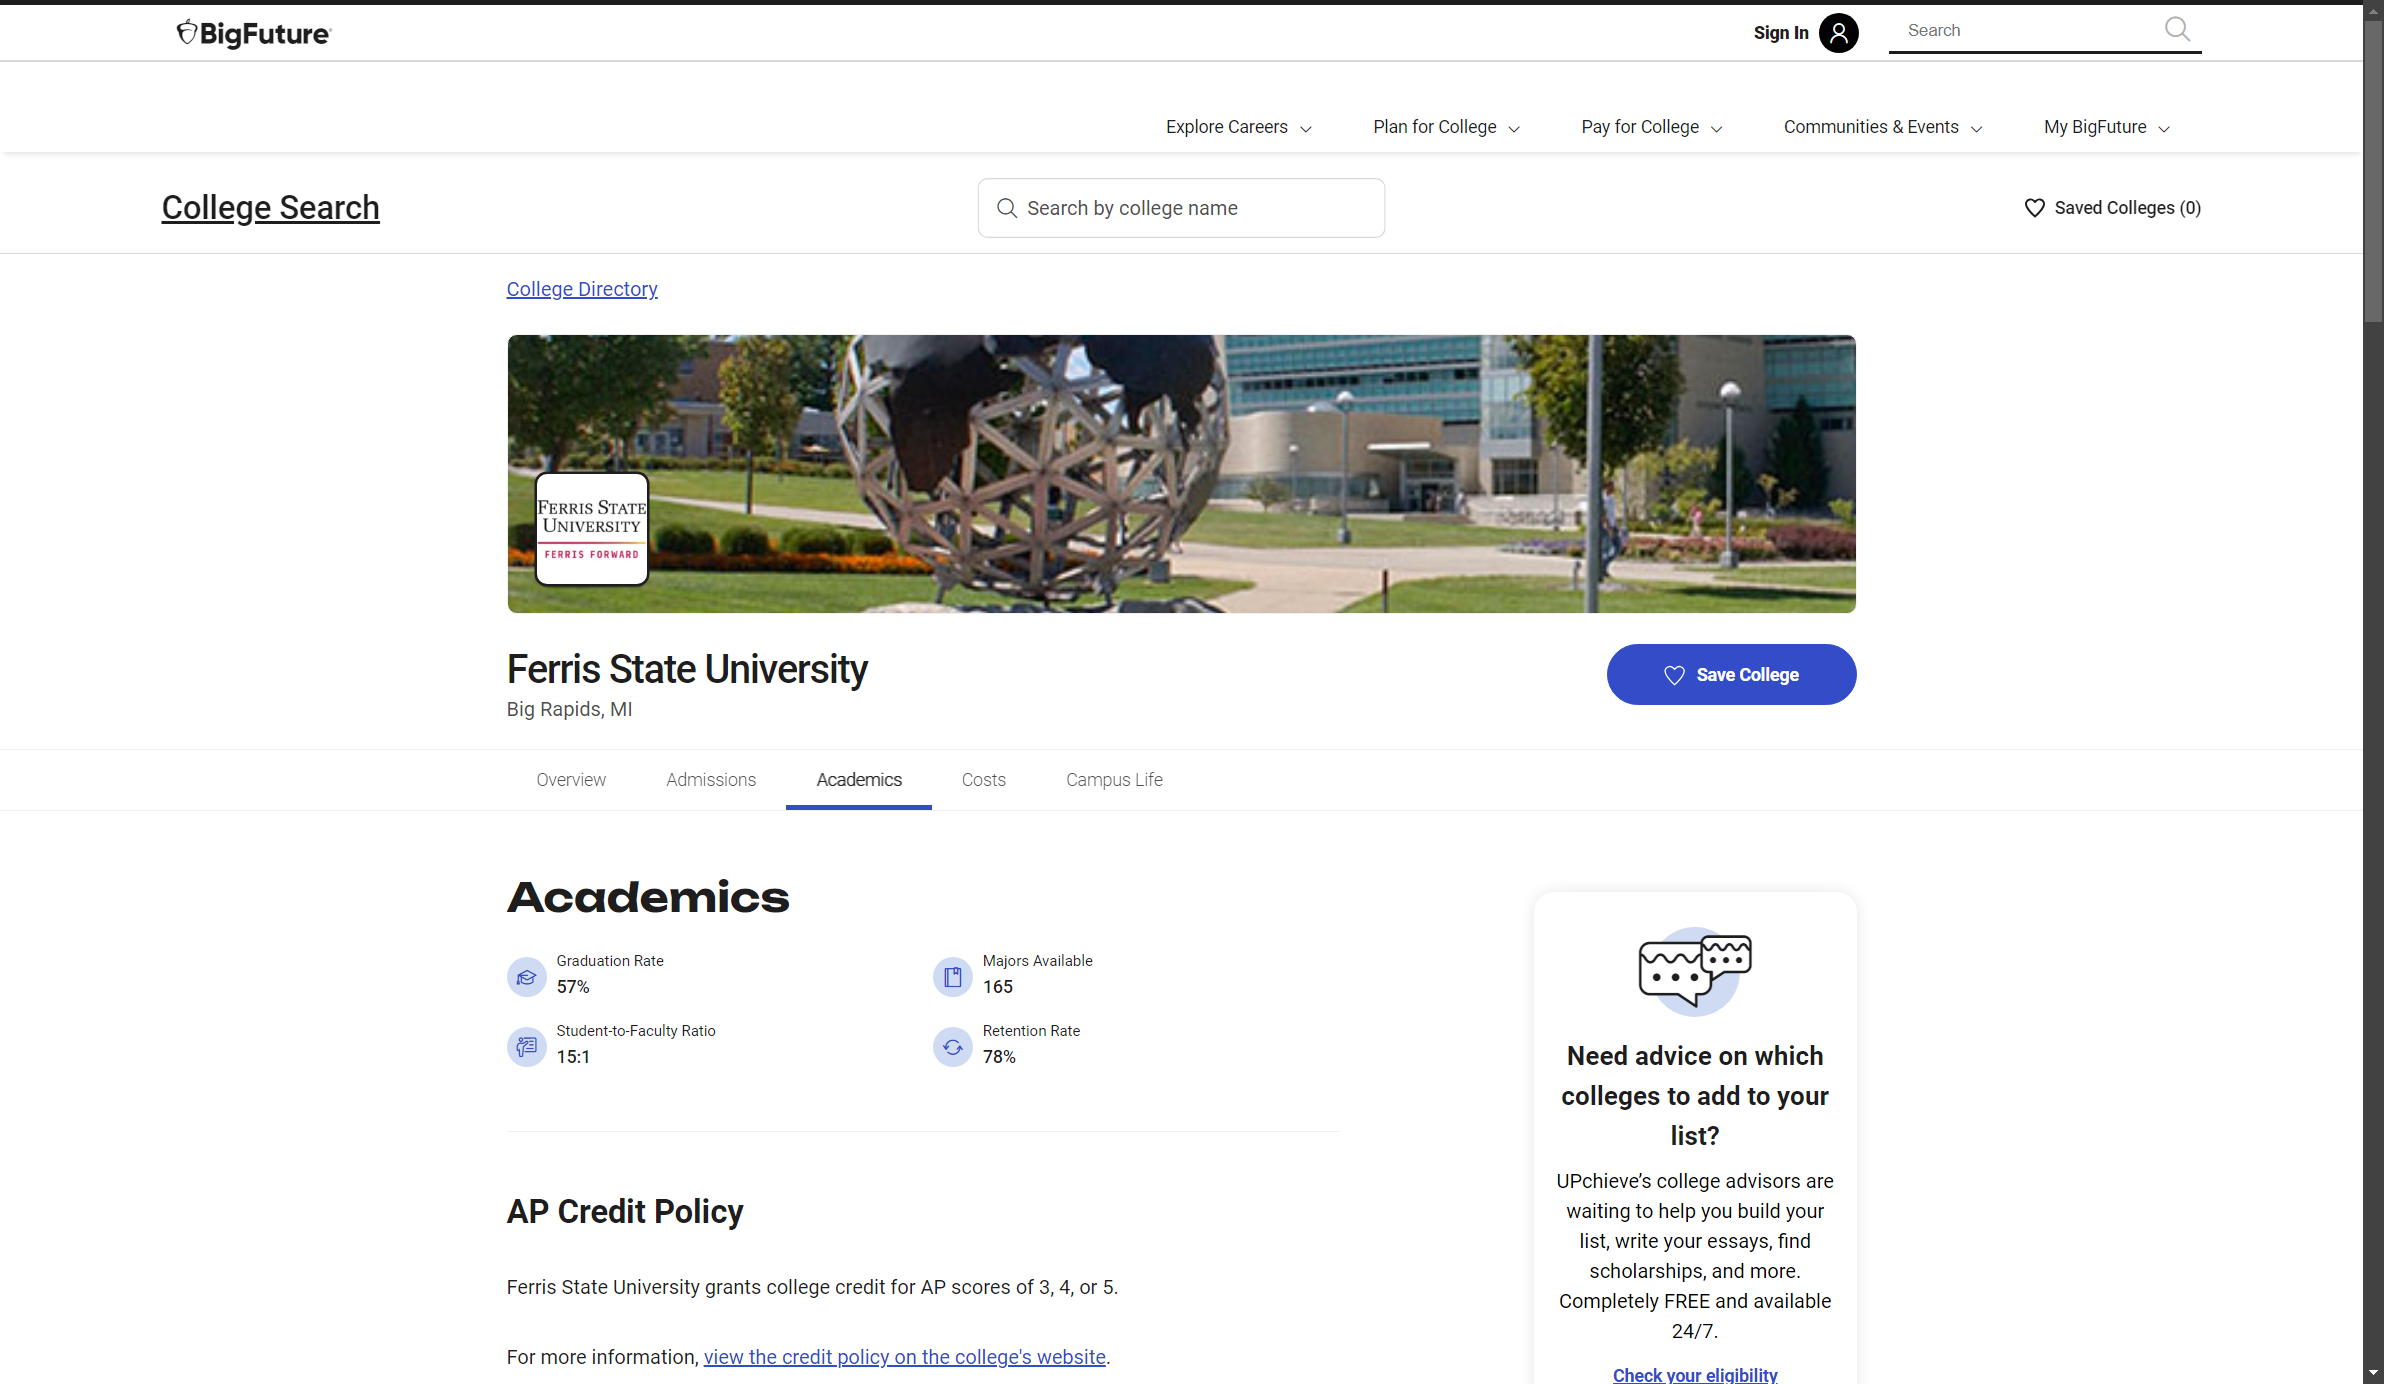 BigFuture
Sign In
Search
Explore Careers
Plan for College
Pay for College
Communities & Events
My BigFuture
College Search
Search by college name
Saved Colleges (0)
College Directory
FERRIS STATE
UNIVERSITY
FERRIS FORWARD
Ferris State University
Big Rapids, MI
Save College
Overview
Admissions
Academics
Costs
Campus Life
Academics
Graduation Rate
57%
Majors Available
165
Student-to-Faculty Ratio
15:1
Retention Rate
78%
AP Credit Policy
Ferris State University grants college credit for AP scores of 3, 4, or 5.
For more information, view the credit policy on the college's website.
Need advice on which
colleges to add to your
list?
UPchieve’s college advisors are
waiting to help you build your
list, write your essays, find
scholarships, and more.
Completely FREE and available
24/7.
Check your eligibility